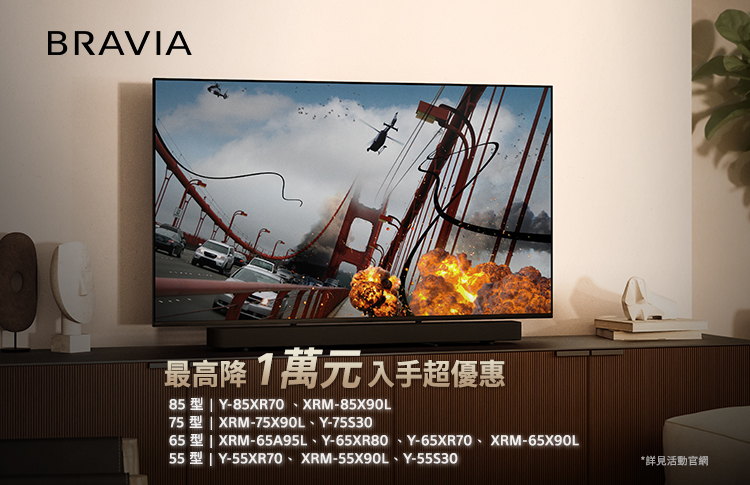 BRAVIA
最高降1萬元入手超優惠
85 型 | Y-85XR70 、XRM-85X90L
75 型 | XRM-75X90L、Y-75S30
65 型 | XRM-65A95L、Y-65XR80 、Y-65XR70、 XRM-65X90L
55 型 | Y-55XR70、 XRM-55X90L、Y-55S30
*詳見活動官網